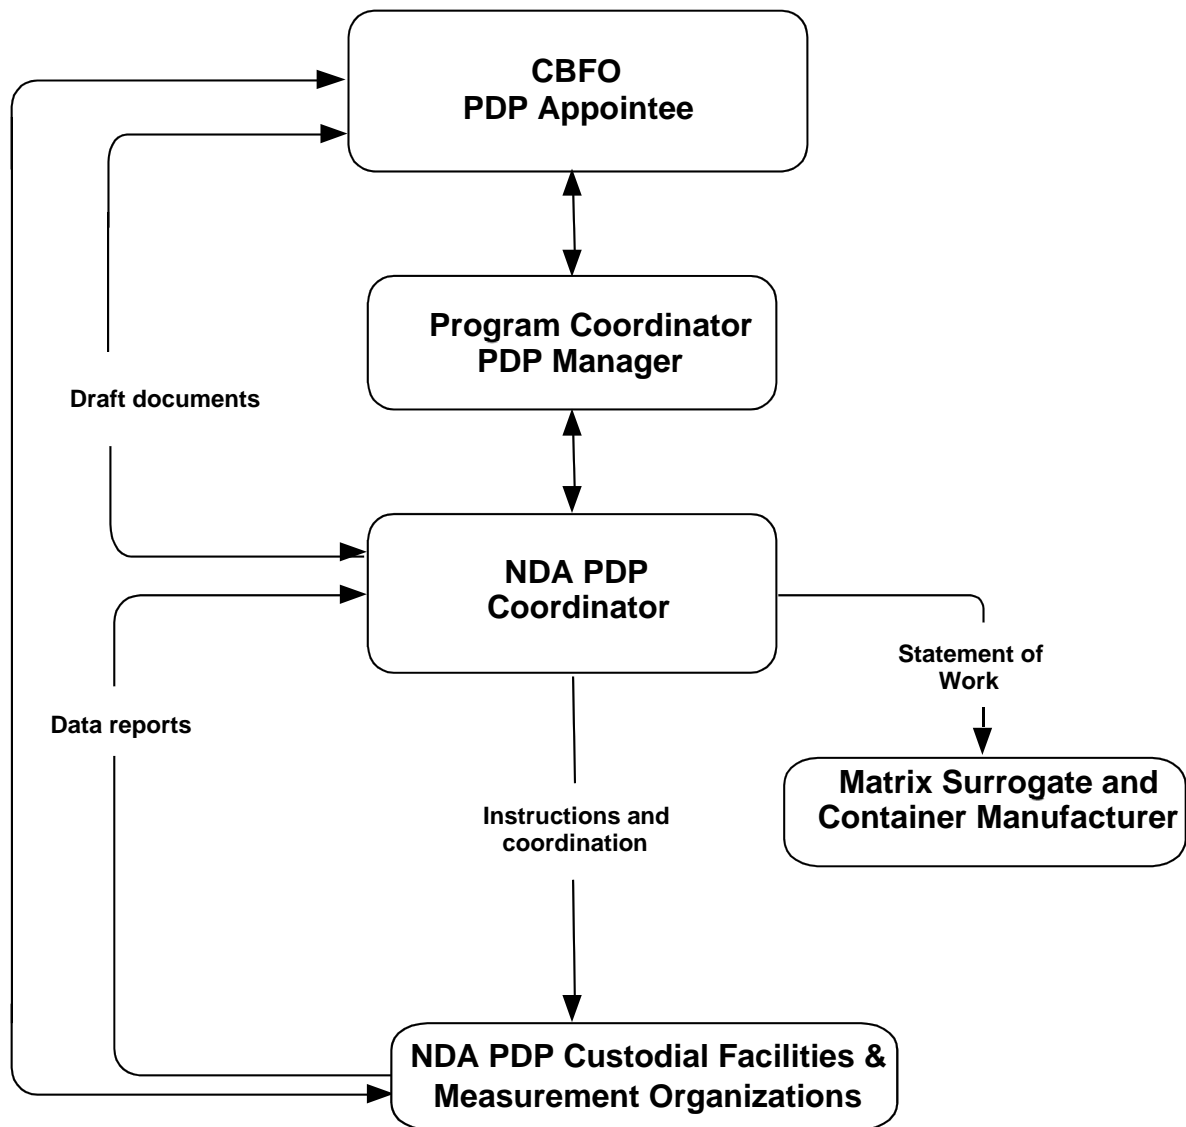 CBFO
PDP Appointee
Program Coordinator
PDP Manager
Draft documents
NDA PDP
Coordinator
Statement of
Work
Data reports
Matrix Surrogate and
Container Manufacturer
Instructions and
coordination
NDA PDP Custodial Facilities &
Measurement Organizations